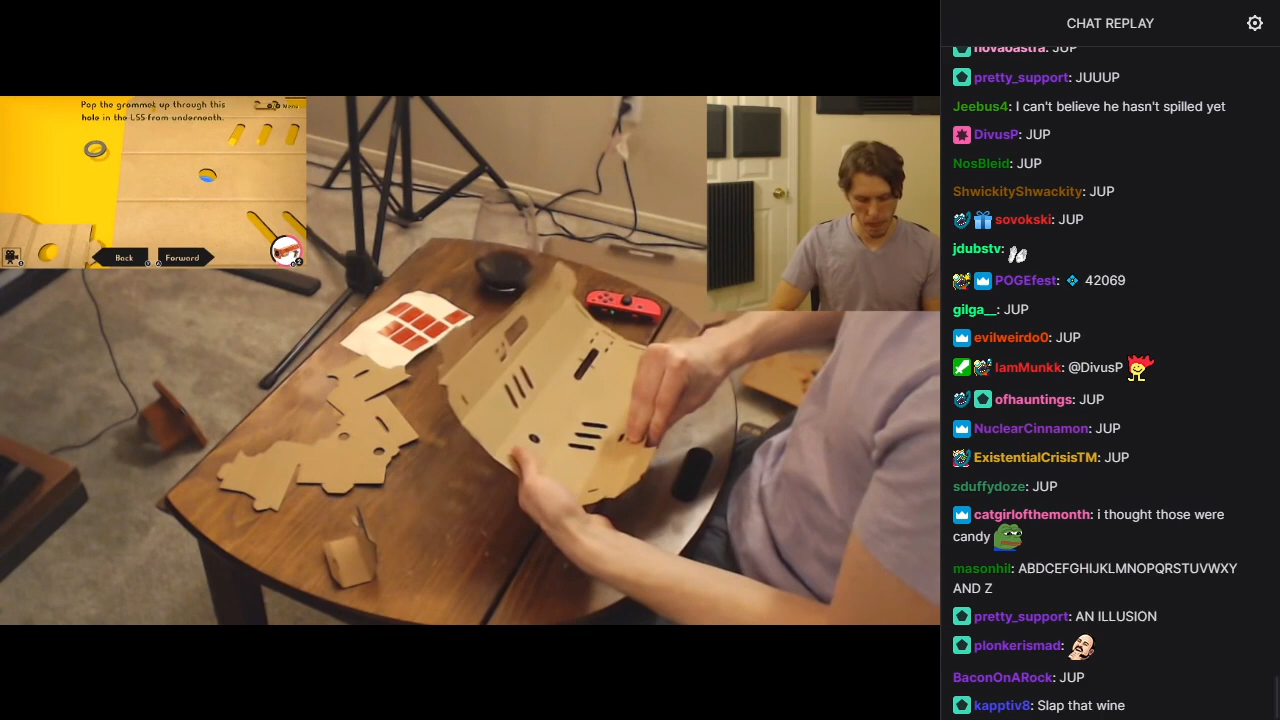 Pop the grommet up through this
hole in the LSS from underneath.
Menu
Back
Forward
CHAT REPLAY
novaoastra: JUP
pretty_support: JUUUP
Jeebus4: I can't believe he hasn't spilled yet
DivusP: JUP
NosBleid: JUP
ShwickityShwackity: JUP
sovokski: JUP
jdubstv:
POGEfest: 42069
gilga__: JUP
evilweirdo0: JUP
IamMunkk: @DivusP
ofhauntings: JUP
NuclearCinnamon: JUP
ExistentialCrisisTM: JUP
sduffydoze: JUP
catgirlofthemonth: i thought those were
candy
masonhil: ABDCEFGHIJKLMNOPQRSTUVWXY
AND Z
pretty_support: AN ILLUSION
plonkerismad:
BaconOnARock: JUP
kapptiv8: Slap that wine